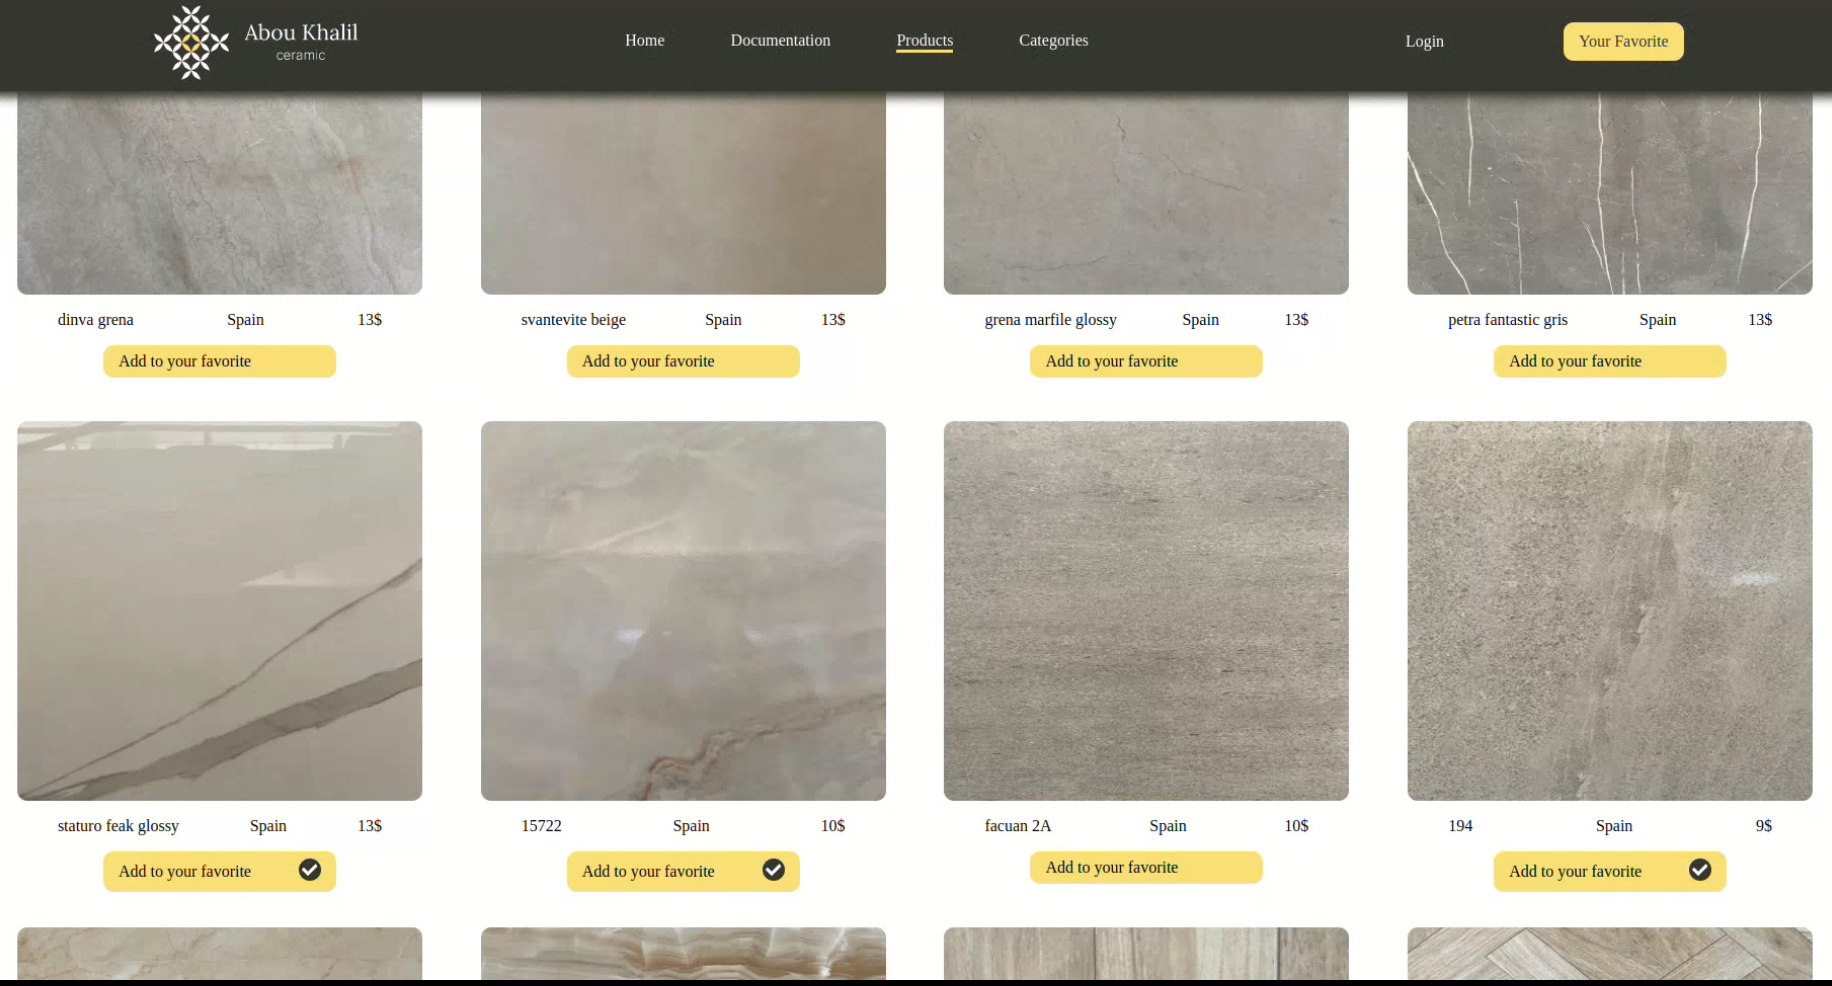 Abou Khalil
ceramic
Home Documentation Products Categories Login Your Favorite
dinva grena Spain 13$ svantevite beige Spain 13$ grena marfile glossy Spain 13$ petra fantastic gris Spain 13$
Add to your favorite Add to your favorite Add to your favorite Add to your favorite
staturo feak glossy Spain 13$ 15722 Spain 10$ facuan 2A Spain 10$ 194 Spain 9$
Add to your favorite Add to your favorite Add to your favorite Add to your favorite